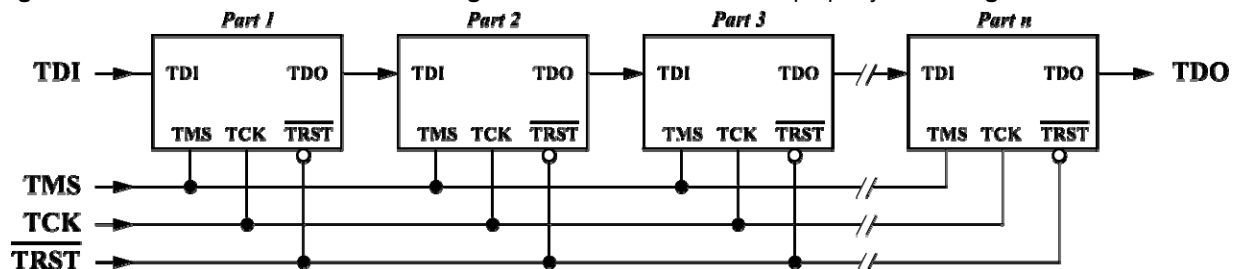 Part 1 Part 2 Part 3 Part n
TDI TDI TDO TDI TDO TDI TDO TDI TDO TDO
TMS TCK TRST TMS TCK TRST TMS TCK TRST TMS TCK TRST
TMS
TCK
TRST